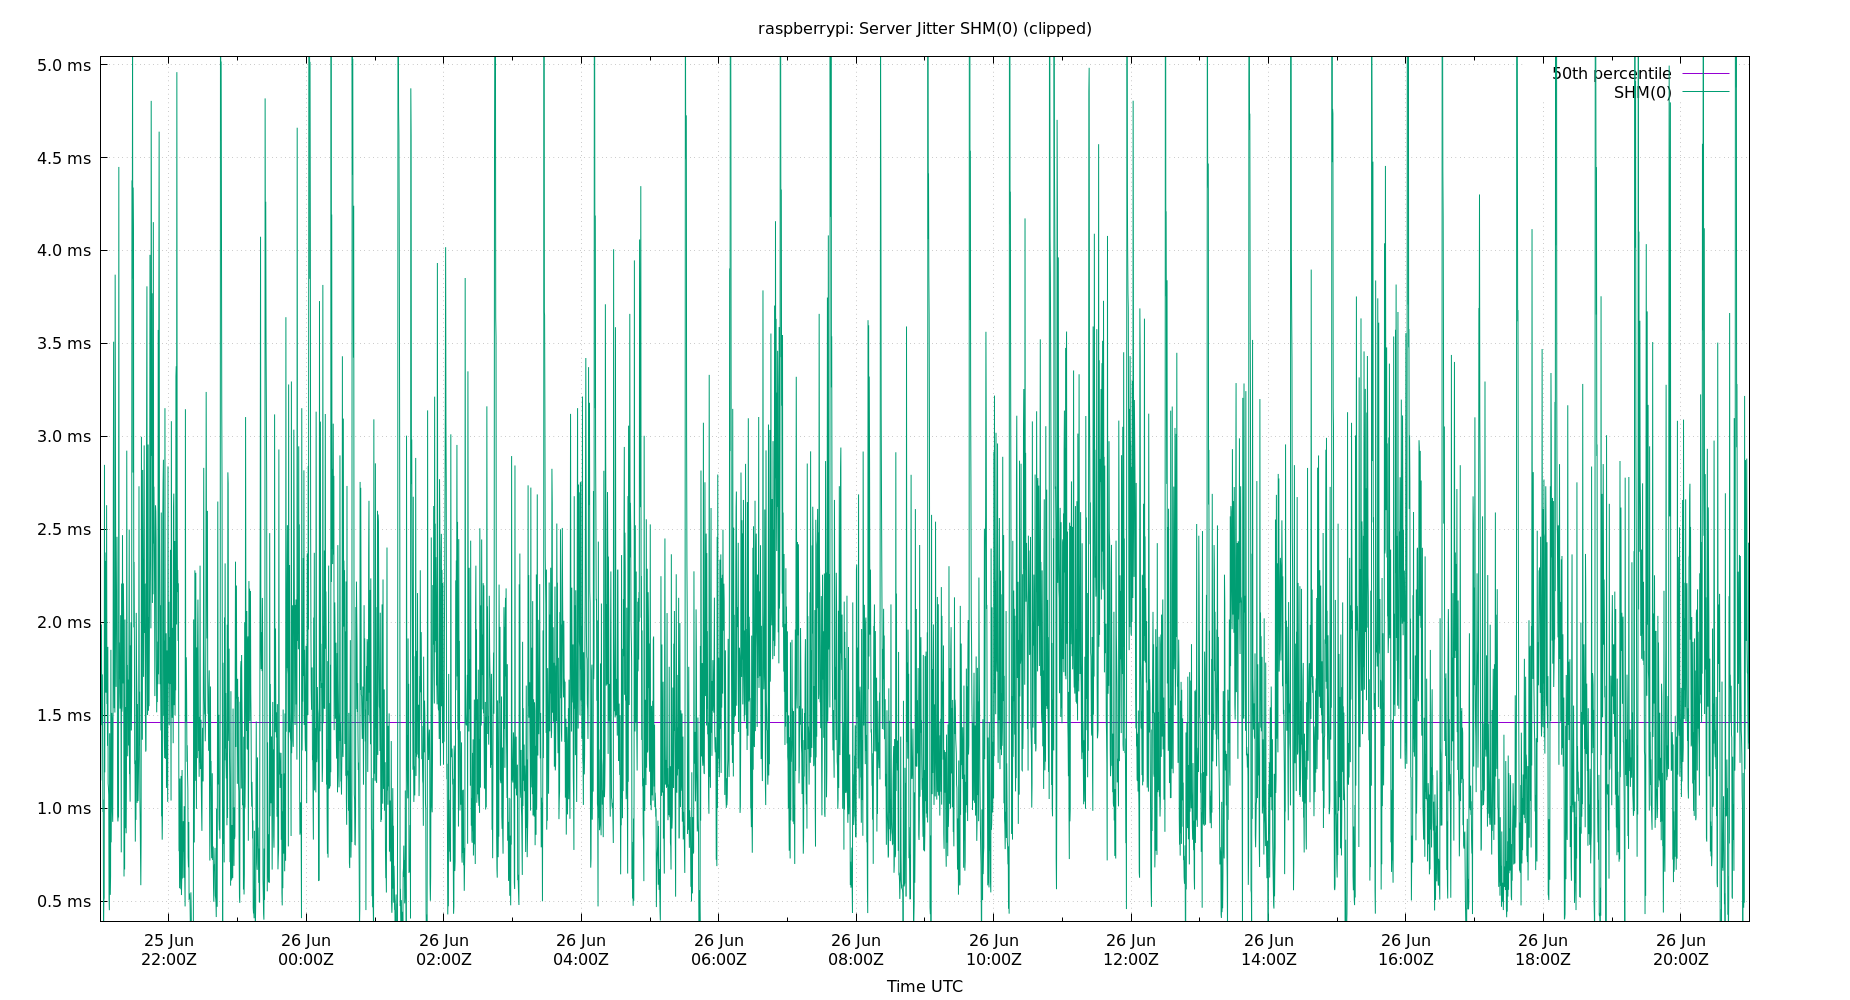 raspberrypi: Server Jitter SHM(0) (clipped)
5.0 ms
50th percentile
SHM(0)
4.5 ms
4.0 ms
3.5 ms
3.0 ms
2.5 ms
2.0 ms
1.5 ms
1.0 ms
0.5 ms
25 Jun 26 Jun 26 Jun 26 Jun 26 Jun 26 Jun 26 Jun 26 Jun 26 Jun 26 Jun 26 Jun 26 Jun
22:00Z 00:00Z 02:00Z 04:00Z 06:00Z 08:00Z 10:00Z 12:00Z 14:00Z 16:00Z 18:00Z 20:00Z
Time UTC